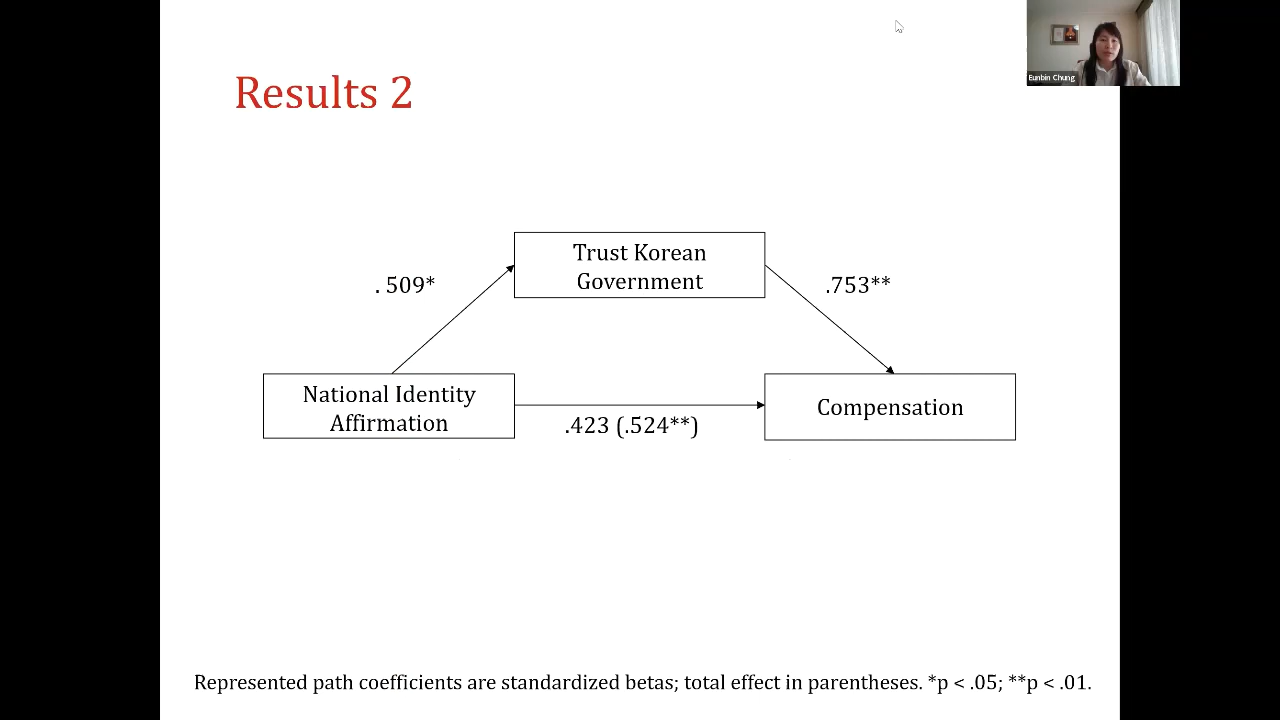 Eunbin Chung
Results 2
Trust Korean
Government
. 509*
.753**
National Identity
Affirmation
Compensation
.423 (.524**)
Represented path coefficients are standardized betas; total effect in parentheses. *p < .05; **p < .01.